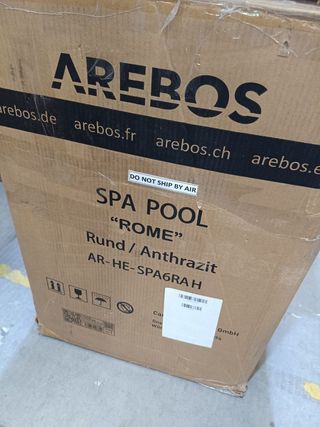 AREBOS
arebos.de arebos.fr arebos.ch arebos.e
DO NOT SHIP BY AIR
SPA POOL
“ROME”
Rund / Anthrazit
AR-HE-SPA6RAH
GmbH